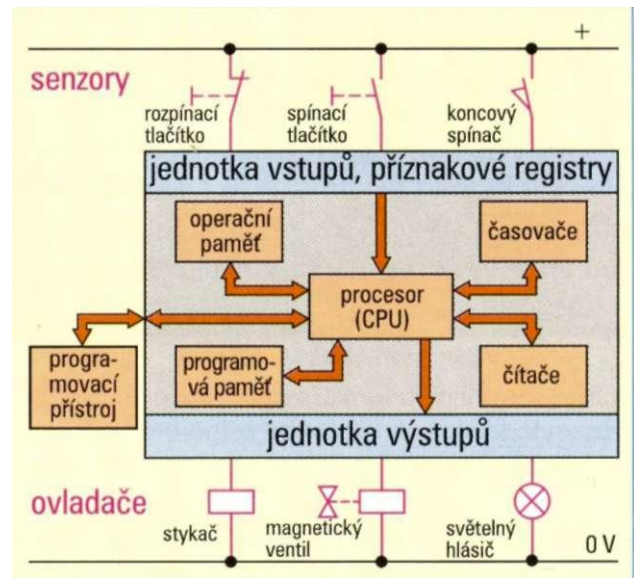 +
senzory
rozpínací
tlačítko
spínací
tlačítko
koncový
spínač
jednotka vstupů, příznakové registry
operační
paměť
časovače
procesor
(CPU)
progra-
movací
přístroj
programo-
vá paměť
čítače
jednotka výstupů
ovladače
stykač
magnetický
ventil
světelný
hlásič
0 V